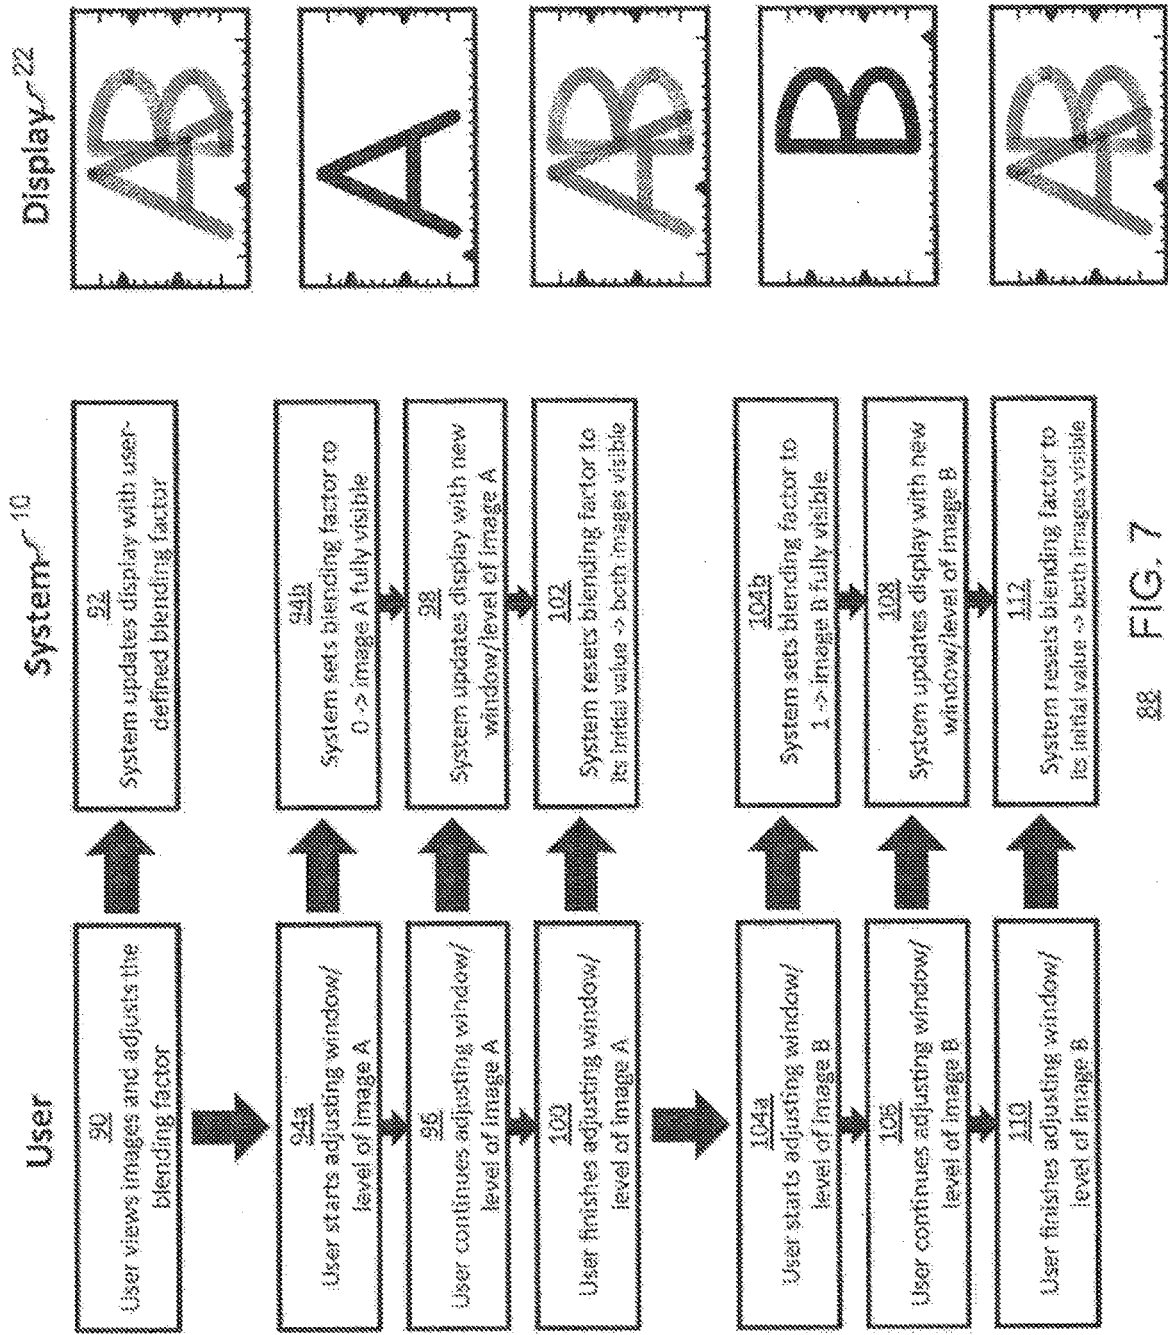 User
System 10
Display 22
90
User views images and adjusts the
blending factor
92
System updates display with user-
defined blending factor
AB
94a
User starts adjusting window/
level of image A
94b
System sets blending factor to
0 -> image A fully visible
A
96
User continues adjusting window/
level of image A
98
System updates display with new
window/level of image A
100
User finishes adjusting window/
level of image A
102
System resets blending factor to
its initial value -> both images visible
AB
104a
User starts adjusting window/
level of image B
104b
System sets blending factor to
1 -> image B fully visible
B
106
User continues adjusting window/
level of image B
108
System updates display with new
window/level of image B
110
User finishes adjusting window/
level of image B
112
System resets blending factor to
its initial value -> both images visible
AB
88 FIG. 7